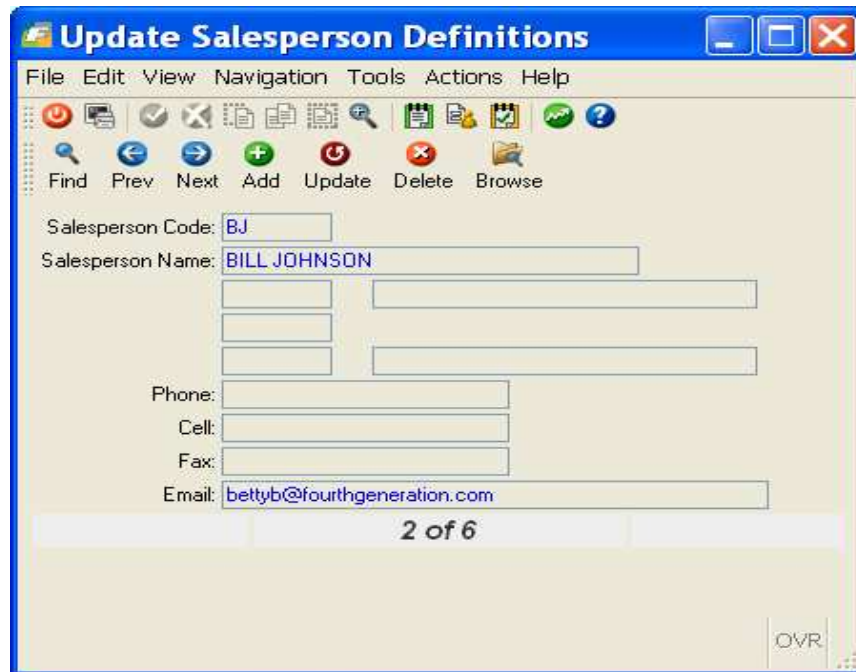 Update Salesperson Definitions
File Edit View Navigation Tools Actions Help
Find Prev Next Add Update Delete Browse
Salesperson Code: BJ
Salesperson Name: BILL JOHNSON
Phone:
Cell:
Fax:
Email: bettyb@fourthgeneration.com
2 of 6
OVR